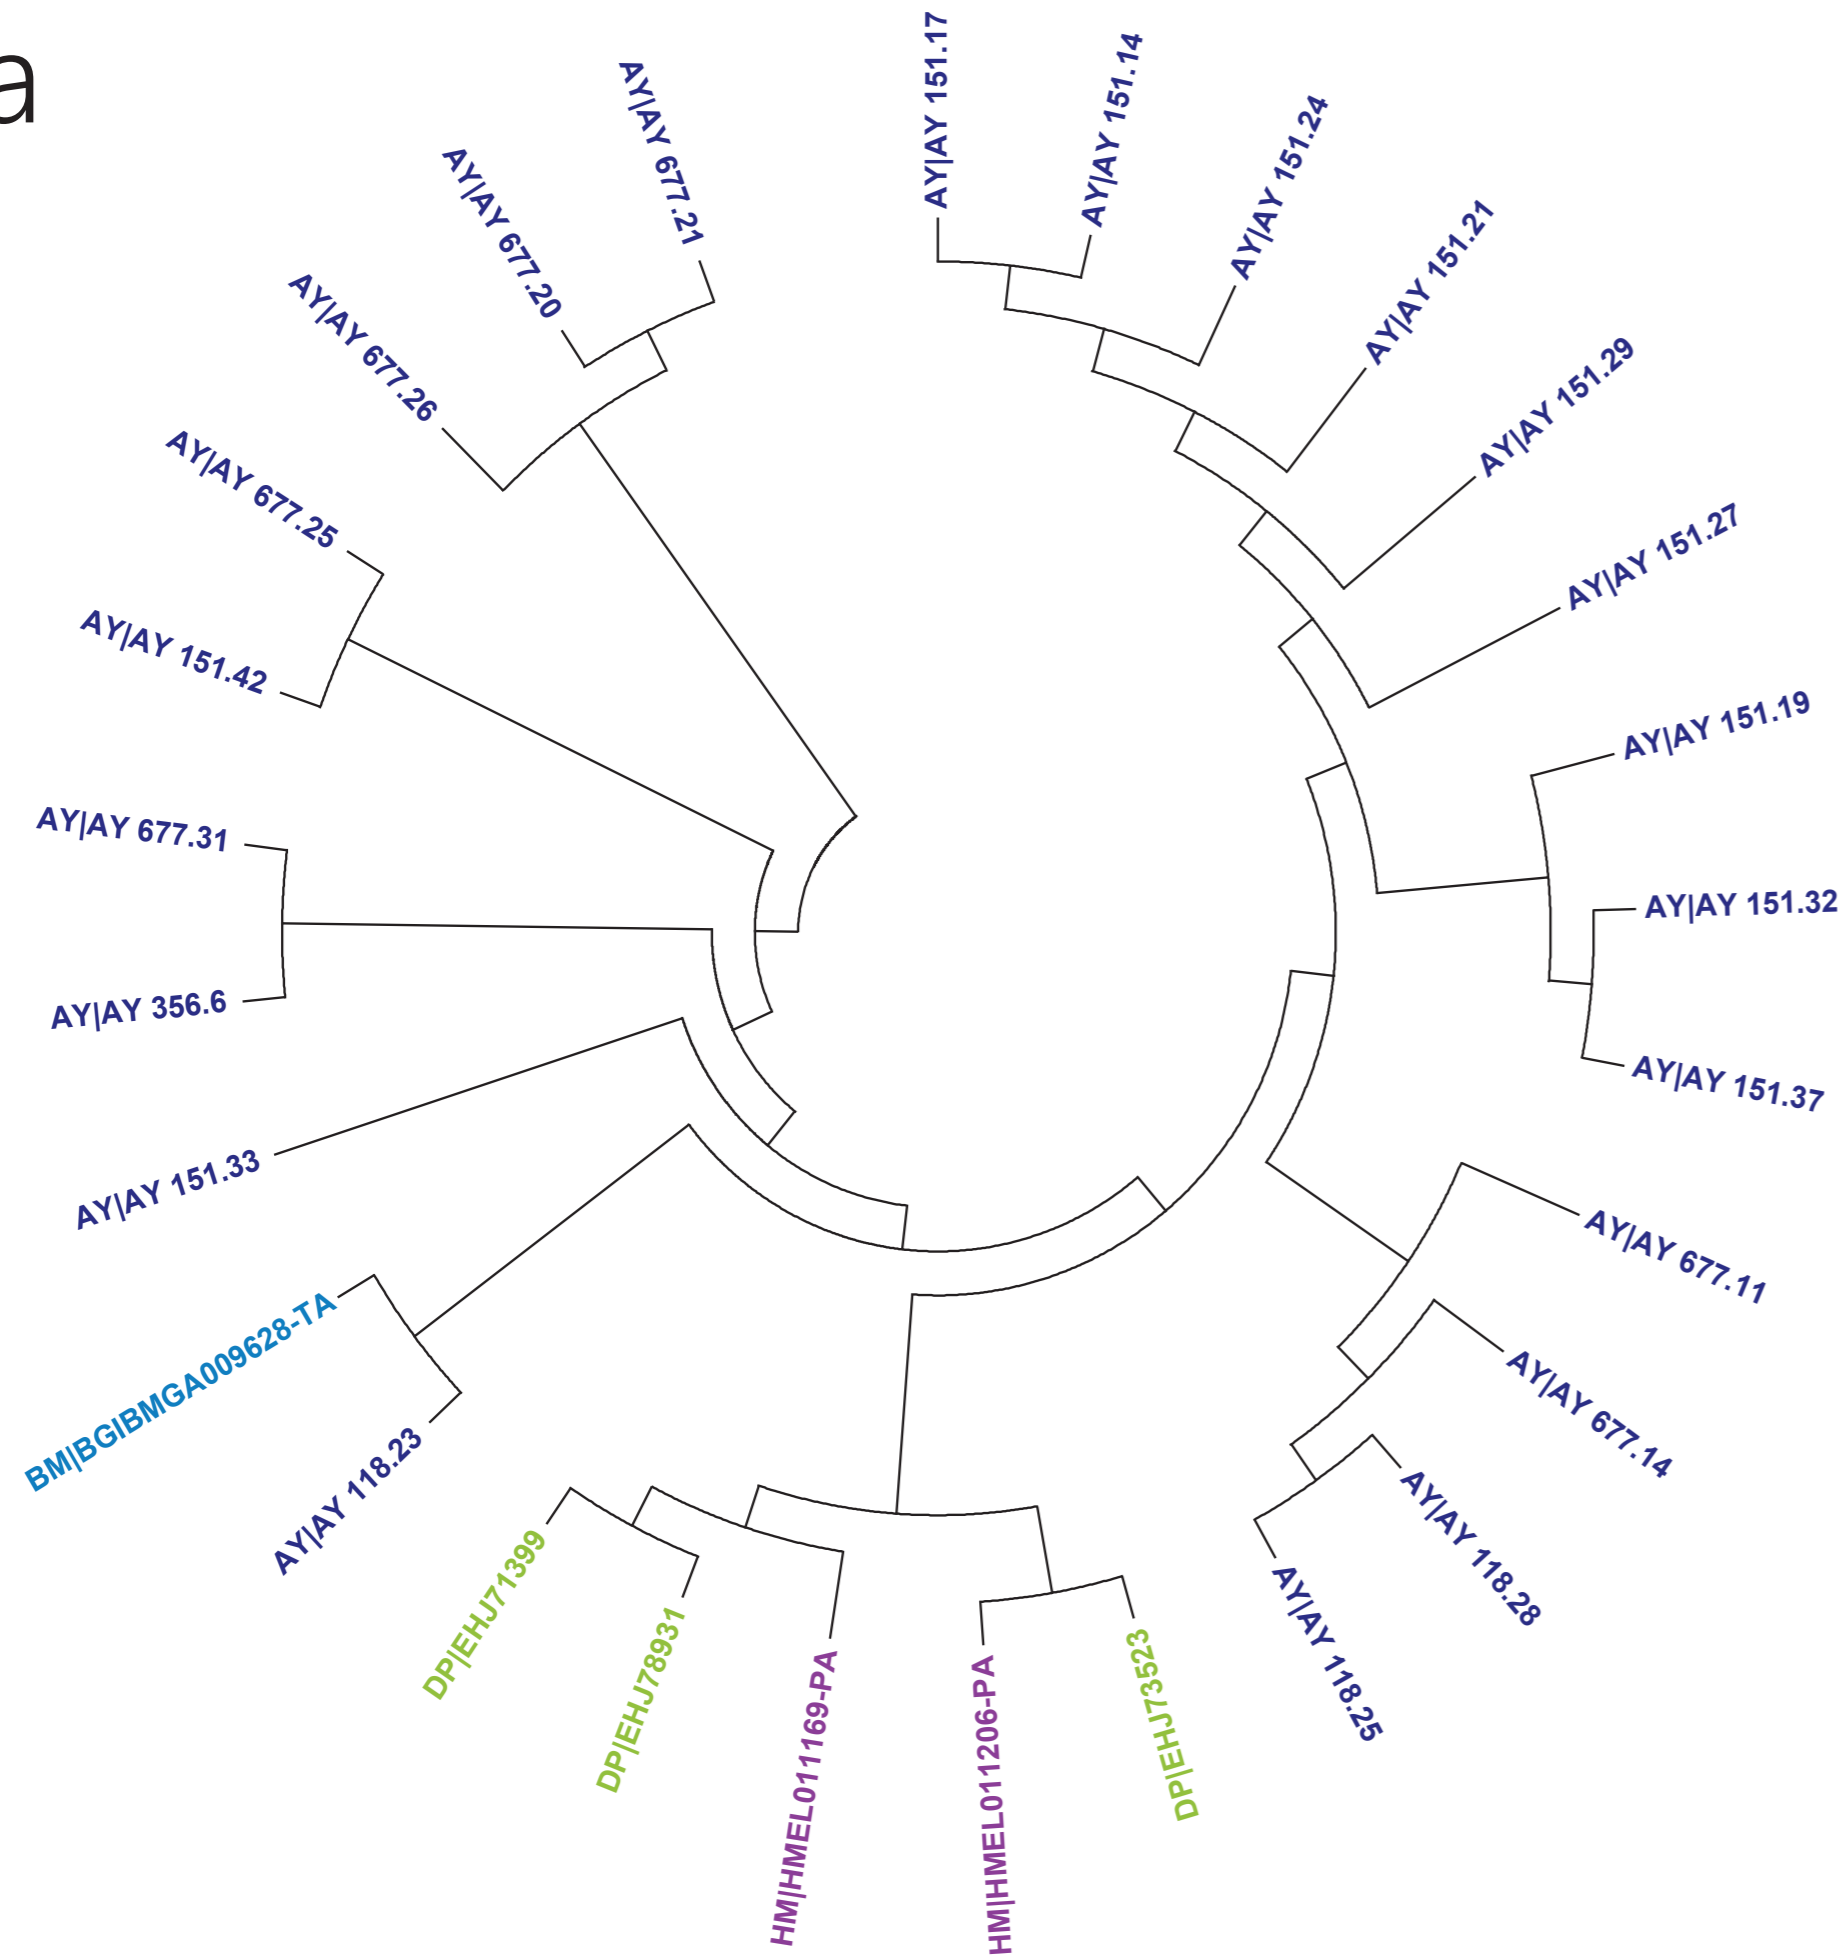 a
AY|AY 151.17
AY|AY 151.14
AY|AY 151.24
AY|AY 151.21
AY|AY 151.29
AY|AY 151.27
AY|AY 151.19
AY|AY 151.32
AY|AY 151.37
AY|AY 677.11
AY|AY 677.14
AY|AY 118.28
AY|AY 118.25
DP|EHJ73523
HM|HMEL011206-PA
HM|HMEL011169-PA
DP|EHJ78931
DP|EHJ71399
AY|AY 118.23
BM|BGIBMGA009628-TA
AY|AY 151.33
AY|AY 356.6
AY|AY 677.31
AY|AY 151.42
AY|AY 677.25
AY|AY 677.26
AY|AY 677.20
AY|AY 677.21